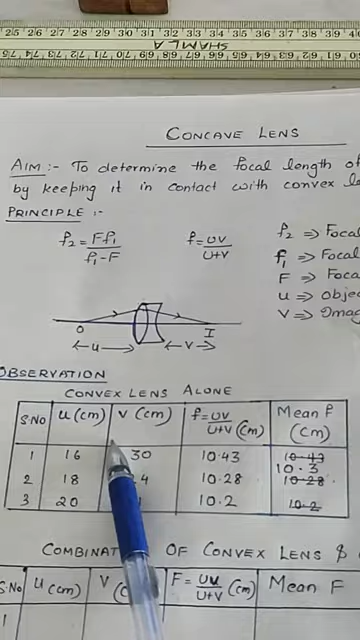 25 26 27 28 29 30 31 32 33 34 35 36 37 38 39
SHAMLA
CONCAVE LENS
AIM :- To determine the focal length of
by keeping it in contact with convex
PRINCIPLE :-
f₂ = Ff₁ / f₁ - F    f = UV / U+V    f₂ ⇒ Focal
f₁ ⇒ Focal
F ⇒ Foca
u ⇒ Objec
V ⇒ Imag
O I
← u → ← v →
OBSERVATION
CONVEX LENS ALONE
S.No u (cm) V (cm) f = UV / U+V (cm) Mean f (cm)
1 16 30 10.43 10.43
10.3
2 18 4 10.28 10.28
3 20 10.2 10.2
COMBINAT OF CONVEX LENS &
S.No u (cm) V (c F = UV / U+V (cm) Mean F
1